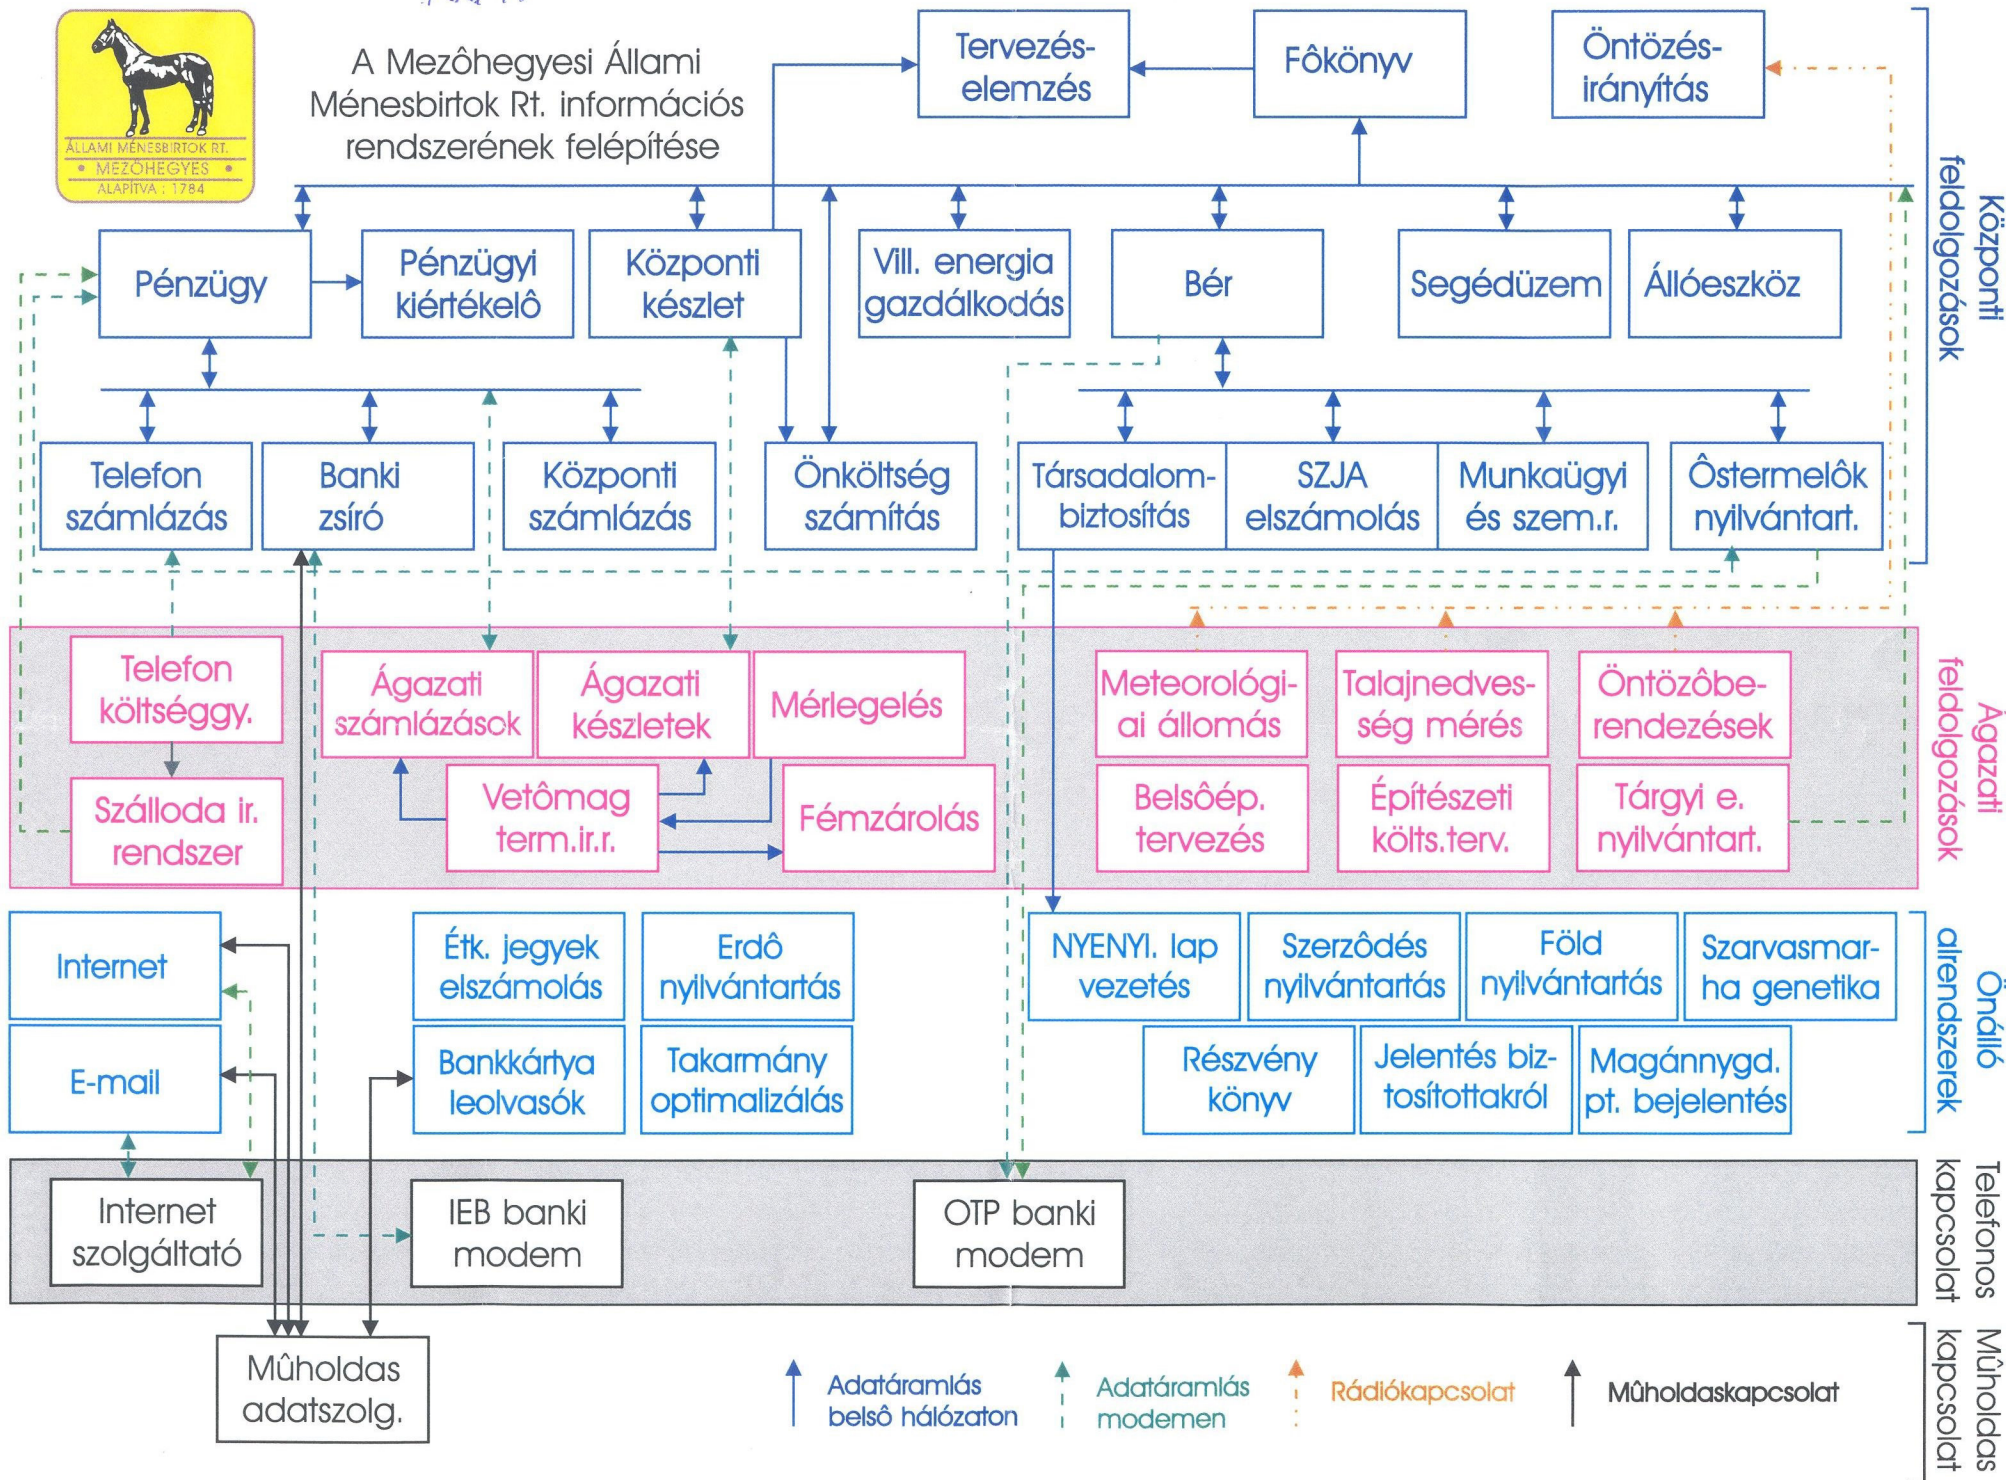 ÁLLAMI MÉNESBIRTOK RT.
• MEZÔHEGYES •
ALAPÍTVA : 1784
A Mezôhegyesi Állami
Ménesbirtok Rt. információs
rendszerének felépítése
Tervezés-
elemzés
Fôkönyv
Öntözés-
irányítás
Központi
feldolgozások
Pénzügy
Pénzügyi
kiértékelô
Központi
készlet
Vill. energia
gazdálkodás
Bér
Segédüzem
Állóeszköz
Telefon
számlázás
Banki
zsíró
Központi
számlázás
Önköltség
számítás
Társadalom-
biztosítás
SZJA
elszámolás
Munkaügyi
és szem.r.
Ôstermelôk
nyilvántart.
Ágazati
feldolgozások
Telefon
költséggy.
Ágazati
számlázások
Ágazati
készletek
Mérlegelés
Meteorológi-
ai állomás
Talajnedves-
ség mérés
Öntözôbe-
rendezések
Szálloda ir.
rendszer
Vetômag
term.ir.r.
Fémzárolás
Belsôép.
tervezés
Építészeti
költs.terv.
Tárgyi e.
nyilvántart.
Önálló
alrendszerek
Internet
Étk. jegyek
elszámolás
Erdô
nyilvántartás
NYENYI. lap
vezetés
Szerzôdés
nyilvántartás
Föld
nyilvántartás
Szarvasmar-
ha genetika
E-mail
Bankkártya
leolvasók
Takarmány
optimalizálás
Részvény
könyv
Jelentés biz-
tosítottakról
Magánnygd.
pt. bejelentés
Telefonos
kapcsolat
Internet
szolgáltató
IEB banki
modem
OTP banki
modem
Mûholdas
kapcsolat
Mûholdas
adatszolg.
Adatáramlás
belsô hálózaton
Adatáramlás
modemen
Rádiókapcsolat
Mûholdaskapcsolat